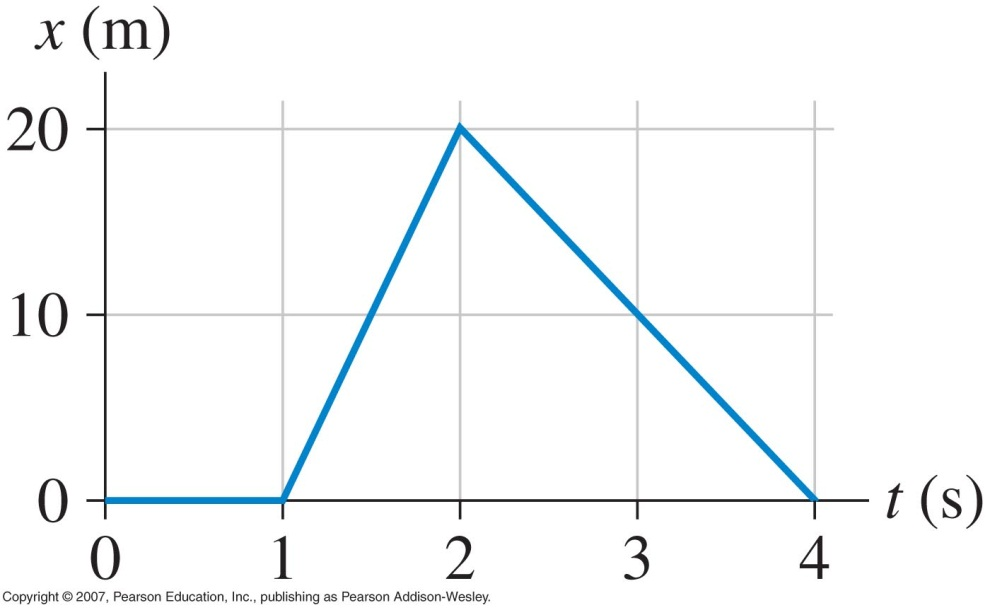 x (m)
20
10
0
t (s)
0 1 2 3 4
Copyright © 2007, Pearson Education, Inc., publishing as Pearson Addison-Wesley.